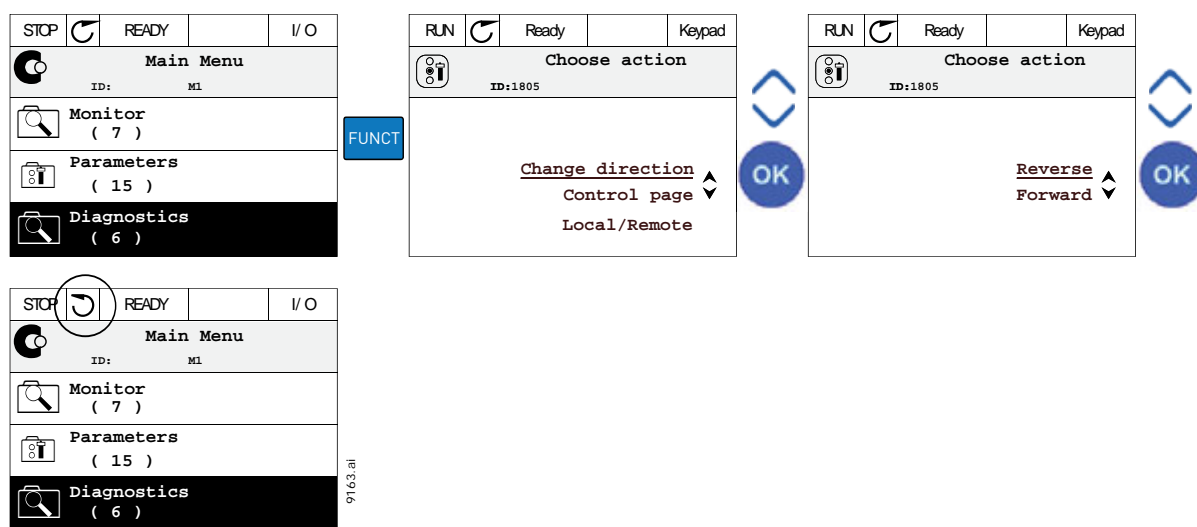 STOP READY I/O
Main Menu
ID: M1
Monitor
( 7 )
Parameters
( 15 )
Diagnostics
( 6 )
FUNCT
RUN Ready Keypad
Choose action
ID:1805
Change direction
Control page
Local/Remote
OK
RUN Ready Keypad
Choose action
ID:1805
Reverse
Forward
OK
STOP READY I/O
Main Menu
ID: M1
Monitor
( 7 )
Parameters
( 15 )
Diagnostics
( 6 )
9163.ai